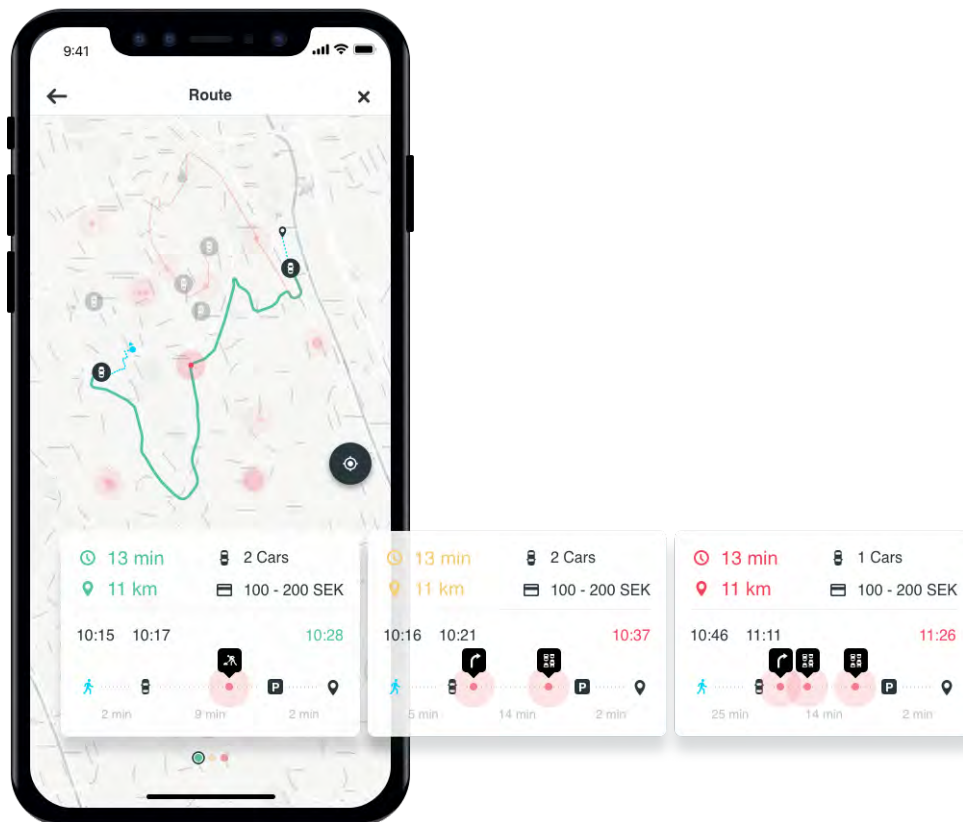 9:41
Route
13 min
2 Cars
11 km
100 - 200 SEK
10:15 10:17 10:28
P
2 min 9 min 2 min
13 min
2 Cars
11 km
100 - 200 SEK
10:16 10:21 10:37
P
5 min 14 min 2 min
13 min
1 Cars
11 km
100 - 200 SEK
10:46 11:11 11:26
P
25 min 14 min 2 min